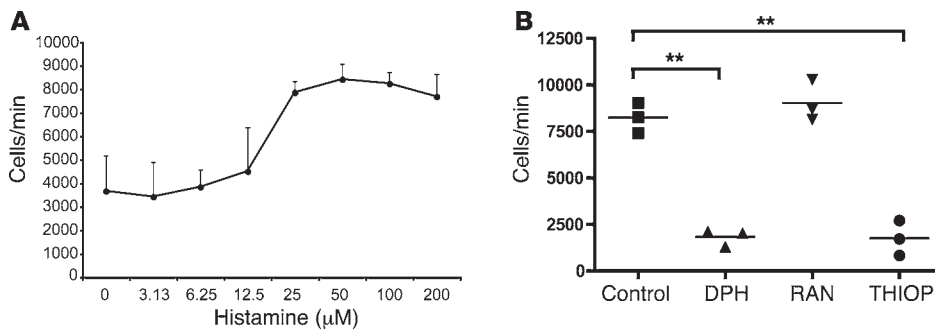 A
Cells/min
10000
9000
8000
7000
6000
5000
4000
3000
2000
1000
0
0 3.13 6.25 12.5 25 50 100 200
Histamine (μM)
B
**
**
Cells/min
12500
10000
7500
5000
2500
0
Control DPH RAN THIOP